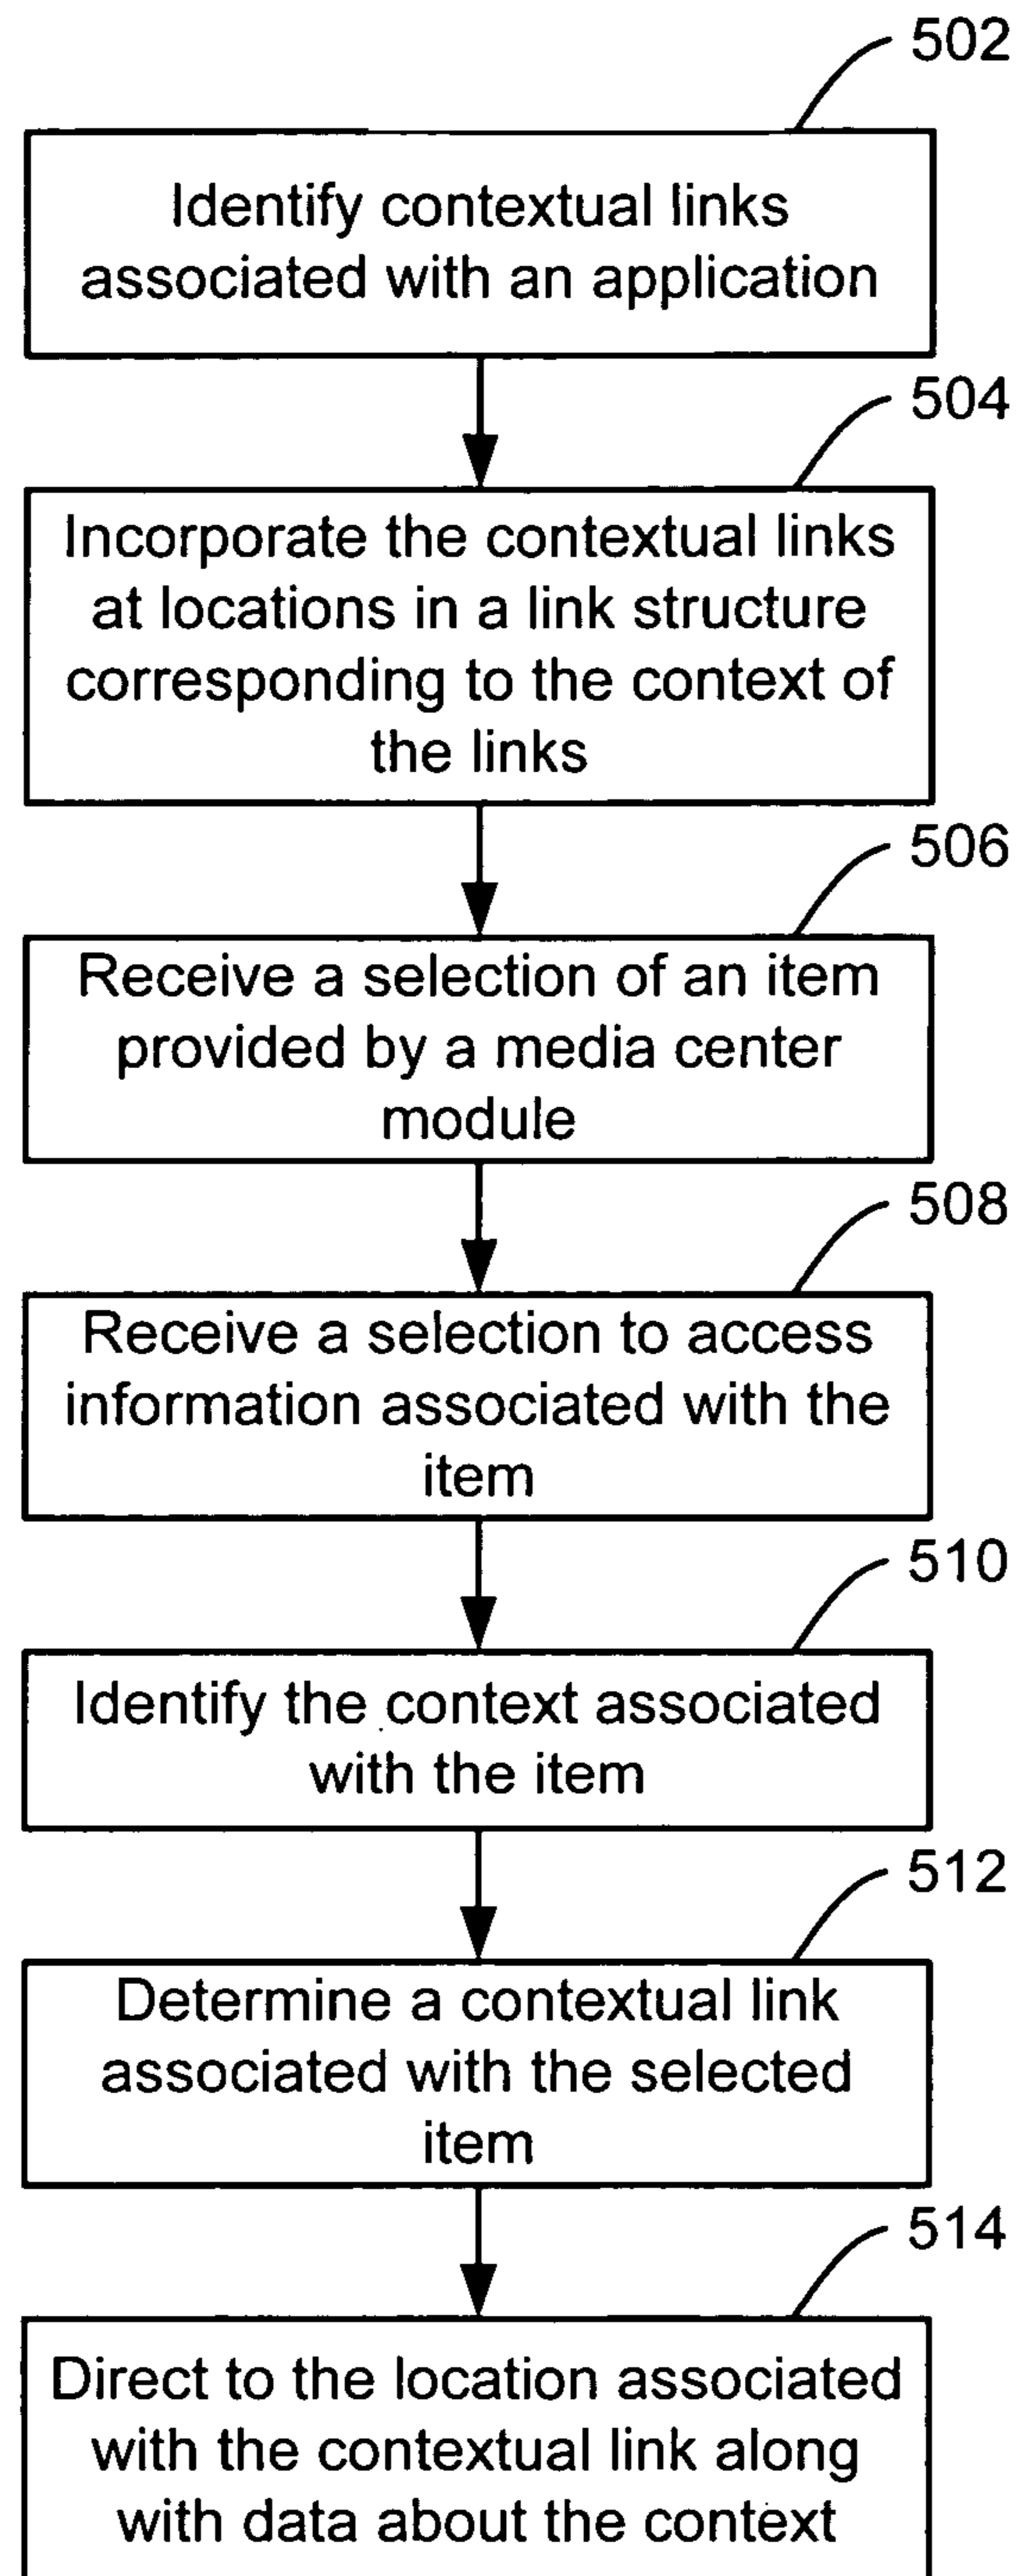 502
Identify contextual links
associated with an application
504
Incorporate the contextual links
at locations in a link structure
corresponding to the context of
the links
506
Receive a selection of an item
provided by a media center
module
508
Receive a selection to access
information associated with the
item
510
Identify the context associated
with the item
512
Determine a contextual link
associated with the selected
item
514
Direct to the location associated
with the contextual link along
with data about the context